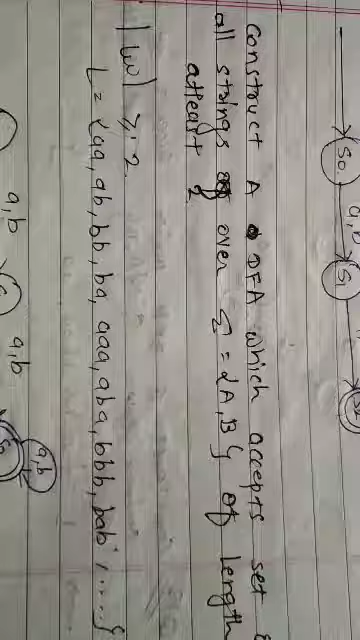 S0 a,b S1
Construct A DFA which accepts set
all strings of over Σ = {A,B} of length
atleast 2
|w| ≥ 2
L = {aa, ab, bb, ba, aaa, aba, bbb, bab, ....}
a,b a,b a,b